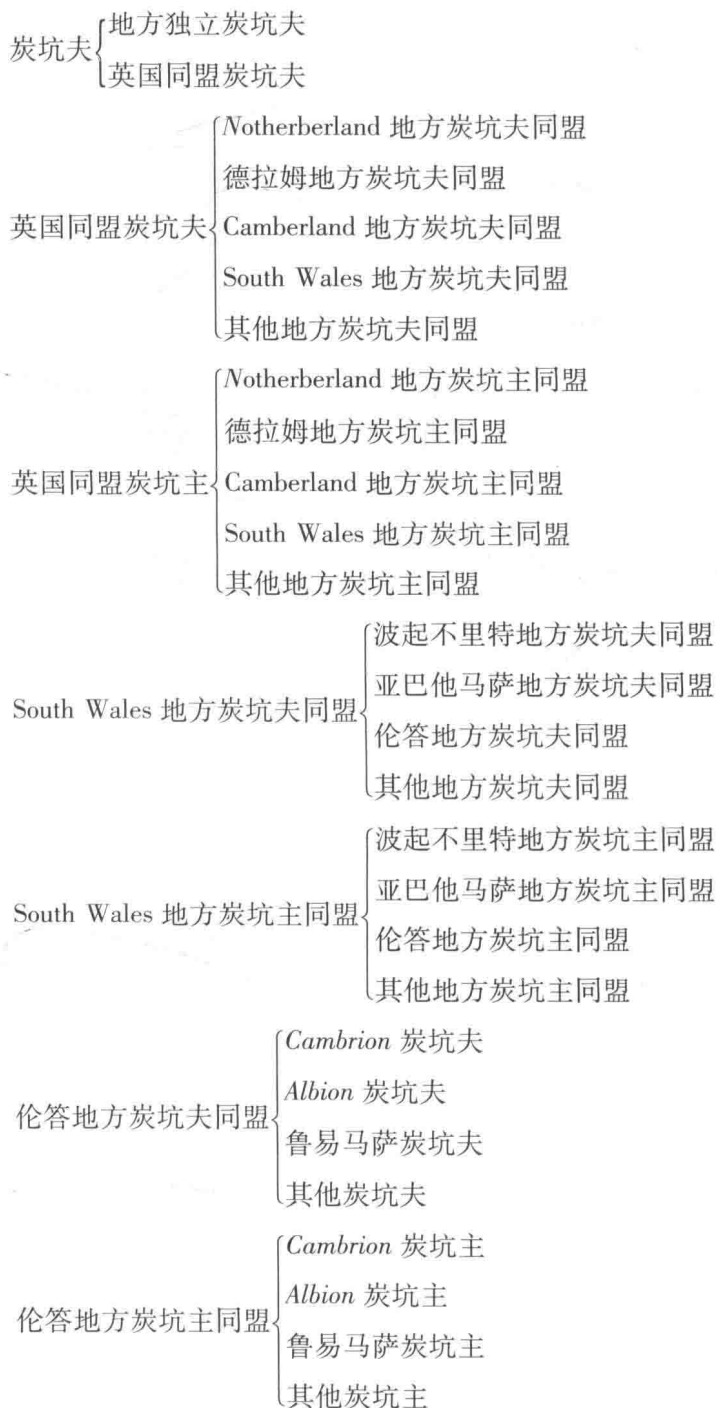 地方独立炭坑夫
炭坑夫
英国同盟炭坑夫
Notherberland 地方炭坑夫同盟
德拉姆地方炭坑夫同盟
英国同盟炭坑夫 Camberland 地方炭坑夫同盟
South Wales 地方炭坑夫同盟
其他地方炭坑夫同盟
Notherberland 地方炭坑主同盟
德拉姆地方炭坑主同盟
英国同盟炭坑主 Camberland 地方炭坑主同盟
South Wales 地方炭坑主同盟
其他地方炭坑主同盟
波起不里特地方炭坑夫同盟
亚巴他马萨地方炭坑夫同盟
South Wales 地方炭坑夫同盟
伦答地方炭坑夫同盟
其他地方炭坑夫同盟
波起不里特地方炭坑主同盟
亚巴他马萨地方炭坑主同盟
South Wales 地方炭坑主同盟
伦答地方炭坑主同盟
其他地方炭坑主同盟
Cambrion 炭坑夫
Albion 炭坑夫
伦答地方炭坑夫同盟
鲁易马萨炭坑夫
其他炭坑夫
Cambrion 炭坑主
Albion 炭坑主
伦答地方炭坑主同盟
鲁易马萨炭坑主
其他炭坑主